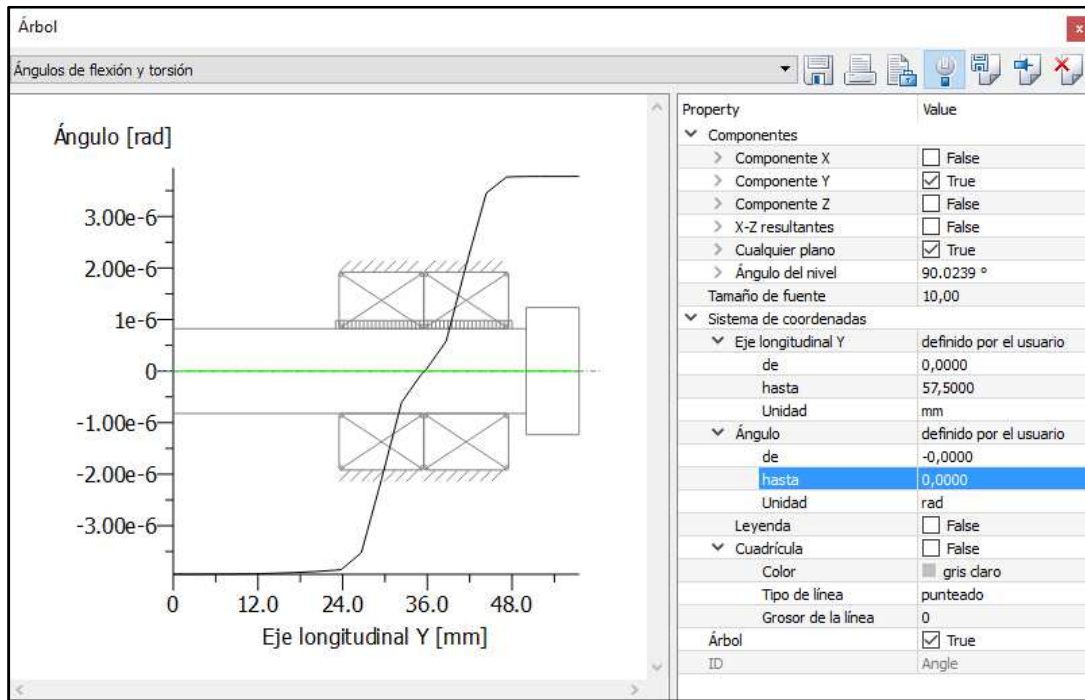 Árbol
x
Ángulos de flexión y torsión
Ángulo [rad]
3.00e-6
2.00e-6
1e-6
0
-1.00e-6
-2.00e-6
-3.00e-6
0 12.0 24.0 36.0 48.0
Eje longitudinal Y [mm]
Property Value
Componentes
Componente X False
Componente Y True
Componente Z False
X-Z resultantes False
Cualquier plano True
Ángulo del nivel 90.0239 °
Tamaño de fuente 10,00
Sistema de coordenadas
Eje longitudinal Y definido por el usuario
de 0,0000
hasta 57,5000
Unidad mm
Ángulo definido por el usuario
de -0,0000
hasta 0,0000
Unidad rad
Leyenda False
Cuadrícula False
Color gris claro
Tipo de línea punteado
Grosor de la línea 0
Árbol True
ID Angle